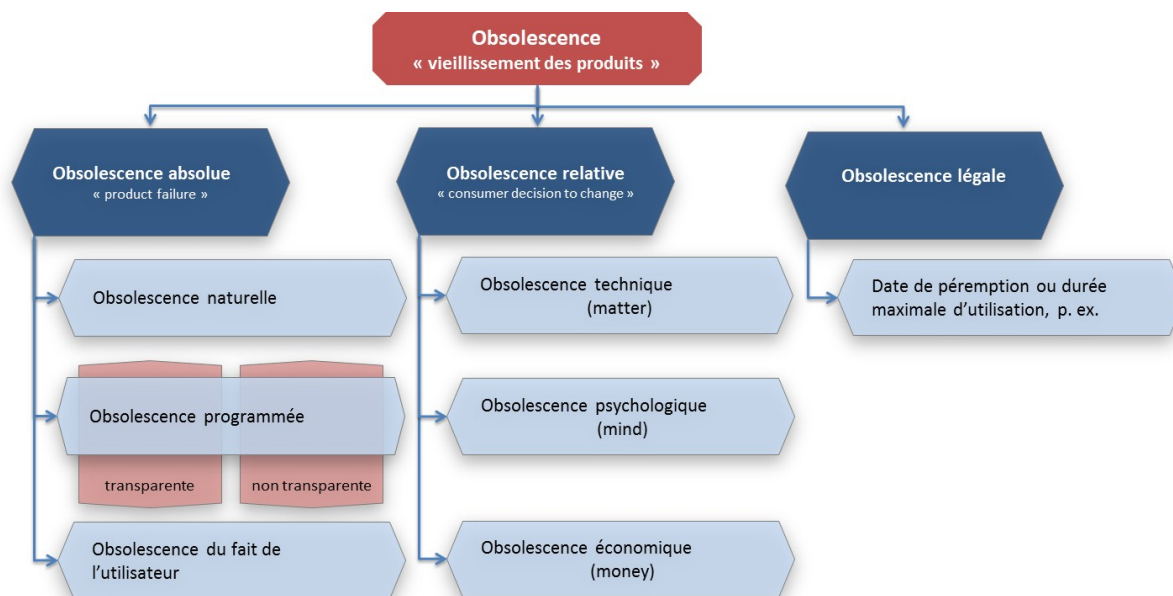 Obsolescence
« vieillissement des produits »
Obsolescence absolue
« product failure »
Obsolescence relative
« consumer decision to change »
Obsolescence légale
Obsolescence naturelle
Obsolescence programmée
transparente
non transparente
Obsolescence du fait de
l’utilisateur
Obsolescence technique
(matter)
Obsolescence psychologique
(mind)
Obsolescence économique
(money)
Date de péremption ou durée
maximale d’utilisation, p. ex.